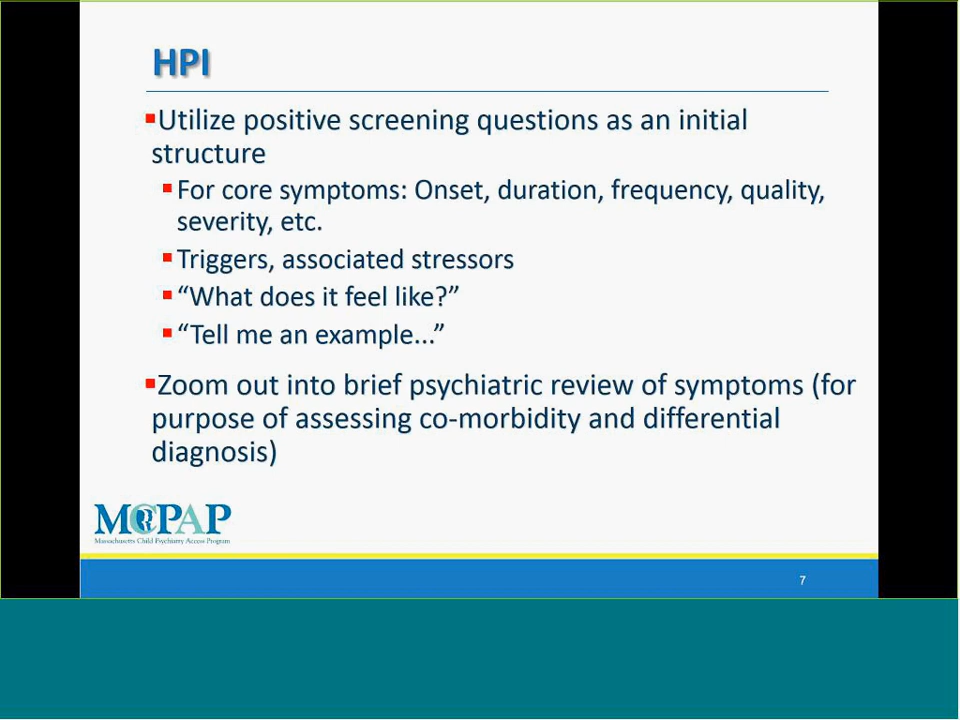 HPI
▪Utilize positive screening questions as an initial
structure
▪For core symptoms: Onset, duration, frequency, quality,
severity, etc.
▪Triggers, associated stressors
▪“What does it feel like?”
▪“Tell me an example...”
▪Zoom out into brief psychiatric review of symptoms (for
purpose of assessing co-morbidity and differential
diagnosis)
MCPAP
Massachusetts Child Psychiatry Access Program
7